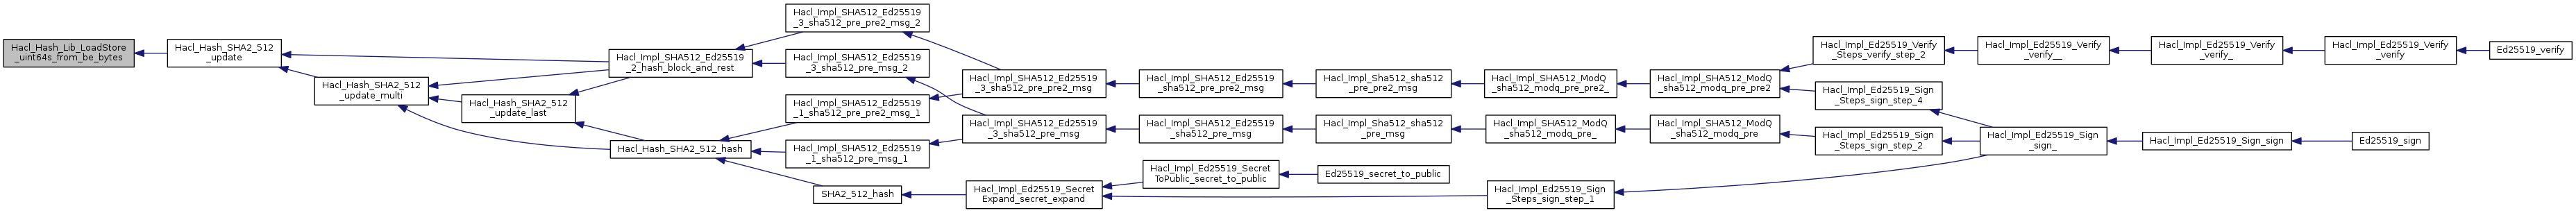 Hacl_Hash_Lib_LoadStore
_uint64s_from_be_bytes
Hacl_Hash_SHA2_512
_update
Hacl_Hash_SHA2_512
_update_multi
Hacl_Hash_SHA2_512
_update_last
Hacl_Impl_SHA512_Ed25519
_2_hash_block_and_rest
Hacl_Hash_SHA2_512_hash
Hacl_Impl_SHA512_Ed25519
_3_sha512_pre_pre2_msg_2
Hacl_Impl_SHA512_Ed25519
_3_sha512_pre_msg_2
Hacl_Impl_SHA512_Ed25519
_1_sha512_pre_pre2_msg_1
Hacl_Impl_SHA512_Ed25519
_1_sha512_pre_msg_1
SHA2_512_hash
Hacl_Impl_SHA512_Ed25519
_3_sha512_pre_pre2_msg
Hacl_Impl_SHA512_Ed25519
_3_sha512_pre_msg
Hacl_Impl_Ed25519_Secret
Expand_secret_expand
Hacl_Impl_SHA512_Ed25519
_sha512_pre_pre2_msg
Hacl_Impl_SHA512_Ed25519
_sha512_pre_msg
Hacl_Impl_Ed25519_Secret
ToPublic_secret_to_public
Hacl_Impl_Sha512_sha512
_pre_pre2_msg
Hacl_Impl_Sha512_sha512
_pre_msg
Ed25519_secret_to_public
Hacl_Impl_SHA512_ModQ
_sha512_modq_pre_pre2_
Hacl_Impl_SHA512_ModQ
_sha512_modq_pre_
Hacl_Impl_Ed25519_Sign
_Steps_sign_step_1
Hacl_Impl_SHA512_ModQ
_sha512_modq_pre_pre2
Hacl_Impl_SHA512_ModQ
_sha512_modq_pre
Hacl_Impl_Ed25519_Verify
_Steps_verify_step_2
Hacl_Impl_Ed25519_Sign
_Steps_sign_step_4
Hacl_Impl_Ed25519_Sign
_Steps_sign_step_2
Hacl_Impl_Ed25519_Verify
_verify__
Hacl_Impl_Ed25519_Sign
_sign_
Hacl_Impl_Ed25519_Verify
_verify_
Hacl_Impl_Ed25519_Sign_sign
Hacl_Impl_Ed25519_Verify
_verify
Ed25519_sign
Ed25519_verify